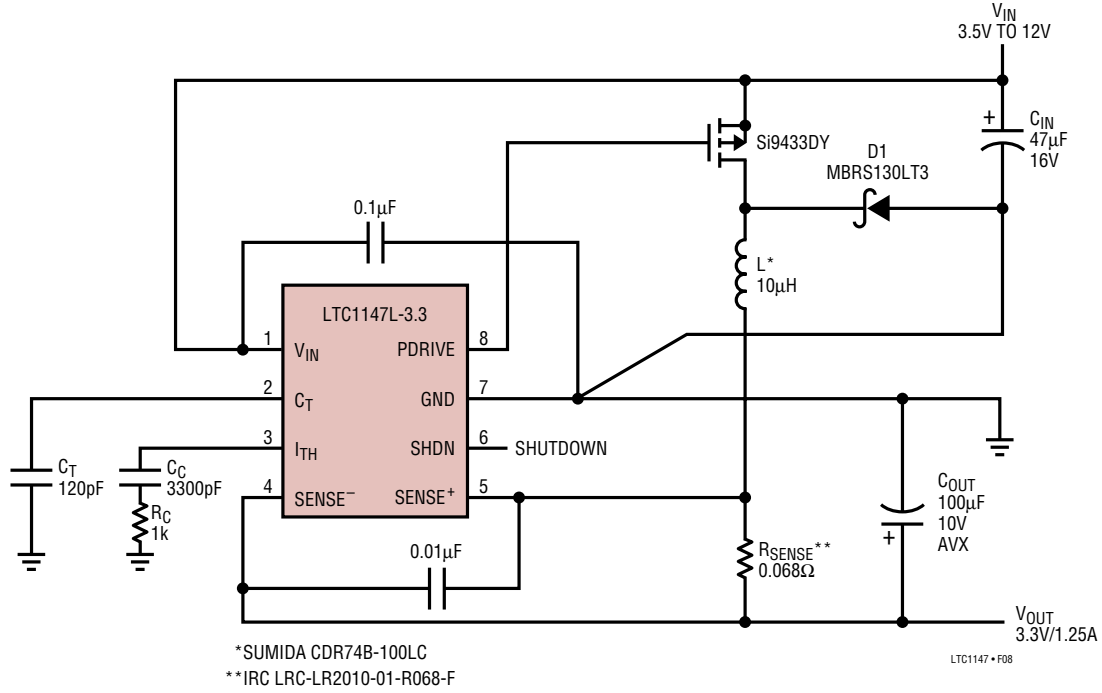 VIN
3.5V TO 12V
+
CIN
47µF
16V
Si9433DY
D1
MBRS130LT3
0.1µF
L*
10µH
LTC1147L-3.3
1
VIN
PDRIVE
8
2
CT
GND
7
3
ITH
SHDN
6
SHUTDOWN
4
SENSE–
SENSE+
5
CT
120pF
CC
3300pF
RC
1k
0.01µF
RSENSE**
0.068Ω
COUT
100µF
10V
AVX
+
VOUT
3.3V/1.25A
*SUMIDA CDR74B-100LC
**IRC LRC-LR2010-01-R068-F
LTC1147 • F08